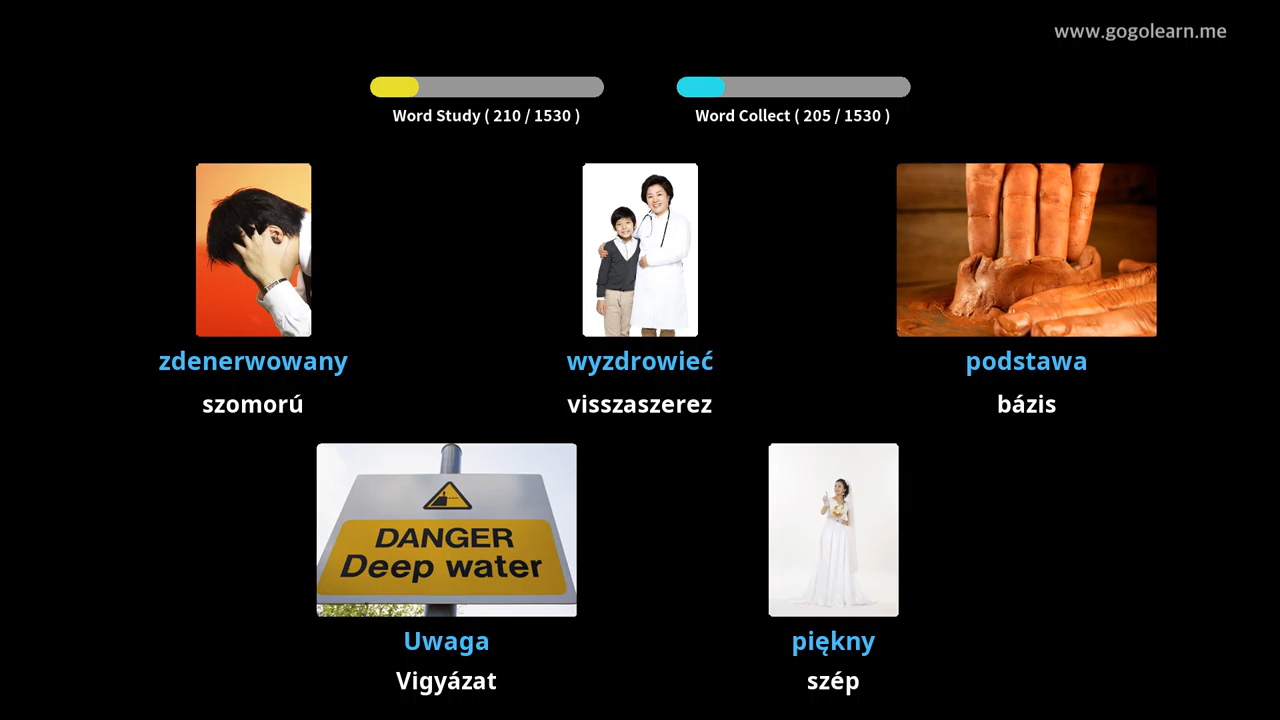 www.gogolearn.me
Word Study ( 210 / 1530 )
Word Collect ( 205 / 1530 )
zdenerwowany
szomorú
wyzdrowieć
visszaszerez
podstawa
bázis
DANGER
Deep water
Uwaga
Vigyázat
piękny
szép